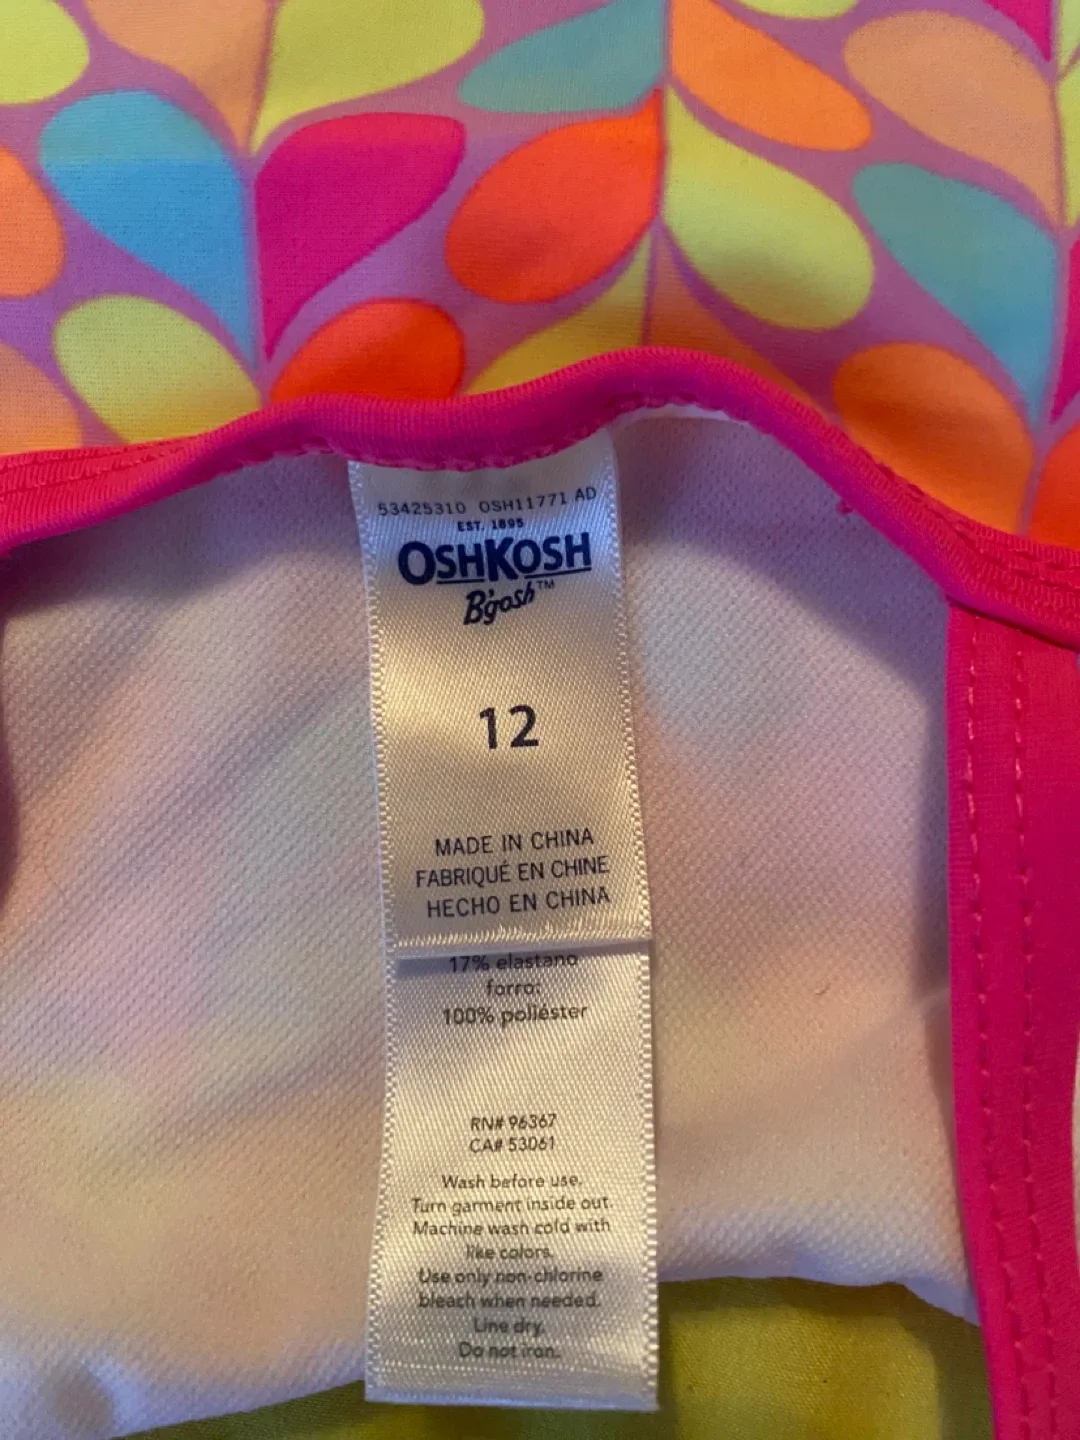 53425310 OSH11771 AD
EST. 1895
OSHKOSH
B'gosh™
12
MADE IN CHINA
FABRIQUÉ EN CHINE
HECHO EN CHINA
17% elastano
forro:
100% poliéster
RN# 96367
CA# 53061
Wash before use.
Turn garment inside out.
Machine wash cold with
like colors.
Use only non-chlorine
bleach when needed.
Line dry.
Do not iron.